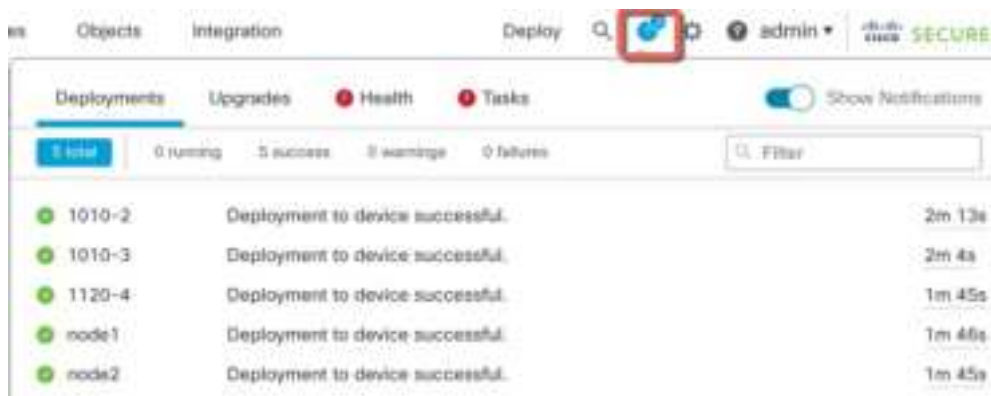 es Objects Integration Deploy admin CISCO SECURE
Deployments Upgrades Health Tasks Show Notifications
5 total 0 running 5 success 0 warnings 0 failures Filter
1010-2 Deployment to device successful. 2m 13s
1010-3 Deployment to device successful. 2m 4s
1120-4 Deployment to device successful. 1m 45s
node1 Deployment to device successful. 1m 46s
node2 Deployment to device successful. 1m 45s